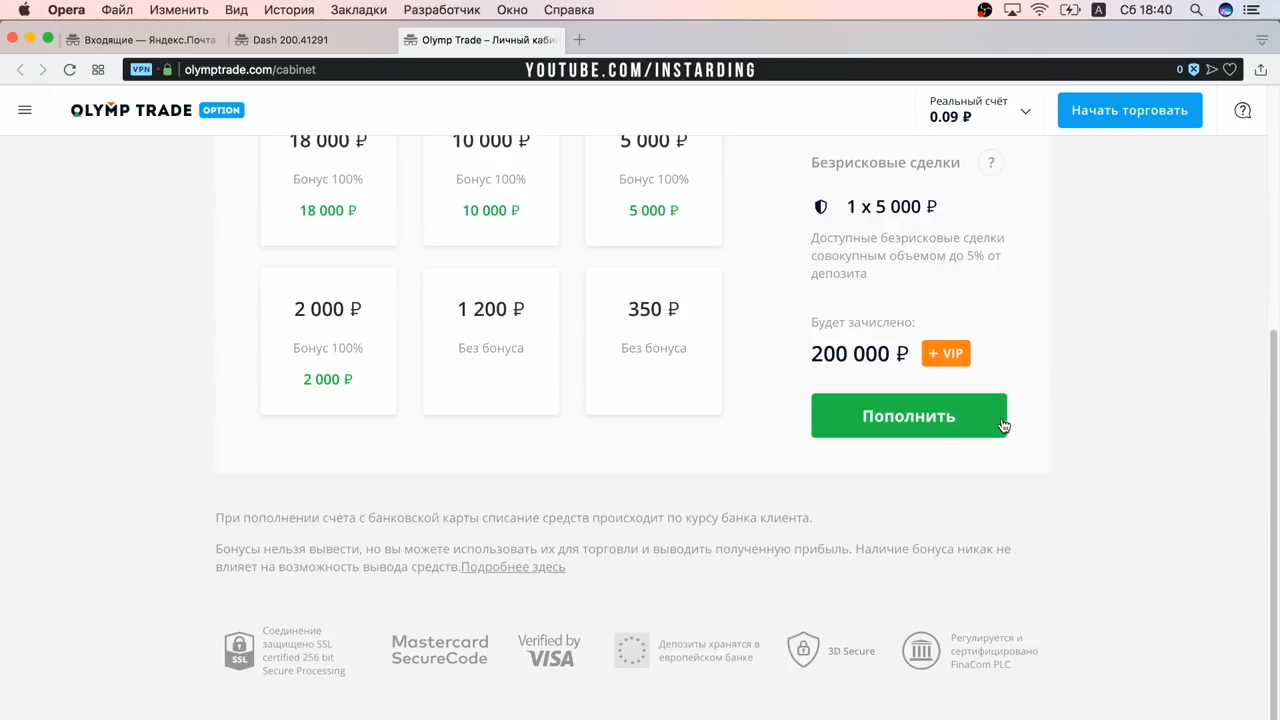 Opera Файл Изменить Вид История Закладки Разработчик Окно Справка A Сб 18:40
Входящие — Яндекс.Почта Dash 200.41291 Olymp Trade – Личный каби
VPN olymptrade.com/cabinet YOUTUBE.COM/INSTARDING 0
OLYMP TRADE OPTION Реальный счёт
0.09 ₽ Начать торговать ?
18 000 ₽ 10 000 ₽ 5 000 ₽
Бонус 100% Бонус 100% Бонус 100%
18 000 ₽ 10 000 ₽ 5 000 ₽
2 000 ₽ 1 200 ₽ 350 ₽
Бонус 100% Без бонуса Без бонуса
2 000 ₽
Безрисковые сделки ?
1 x 5 000 ₽
Доступные безрисковые сделки
совокупным объемом до 5% от
депозита
Будет зачислено:
200 000 ₽ + VIP
Пополнить
При пополнении счета с банковской карты списание средств происходит по курсу банка клиента.
Бонусы нельзя вывести, но вы можете использовать их для торговли и выводить полученную прибыль. Наличие бонуса никак не
влияет на возможность вывода средств.Подробнее здесь
SSL
Соединение
защищено SSL
certified 256 bit
Secure Processing
Mastercard
SecureCode
Verified by
VISA
Депозиты хранятся в
европейском банке
3D Secure
Регулируется и
сертифицировано
FinaCom PLC